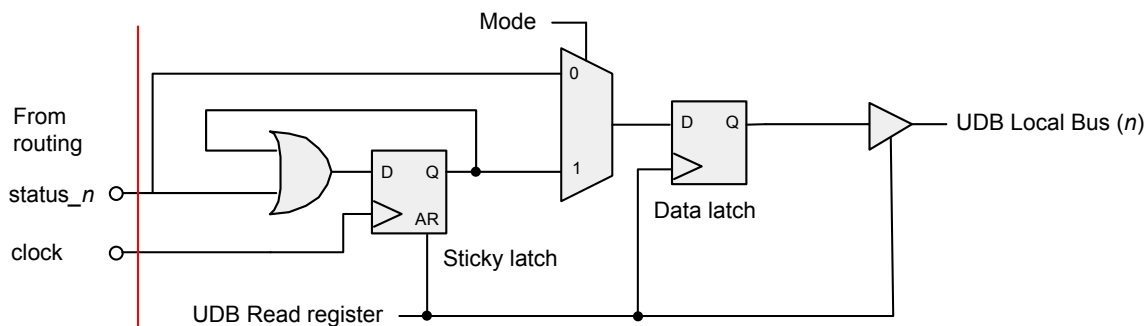 Mode
0
From
routing
D
Q
UDB Local Bus (n)
1
D
Q
status_n
AR
Data latch
clock
Sticky latch
UDB Read register